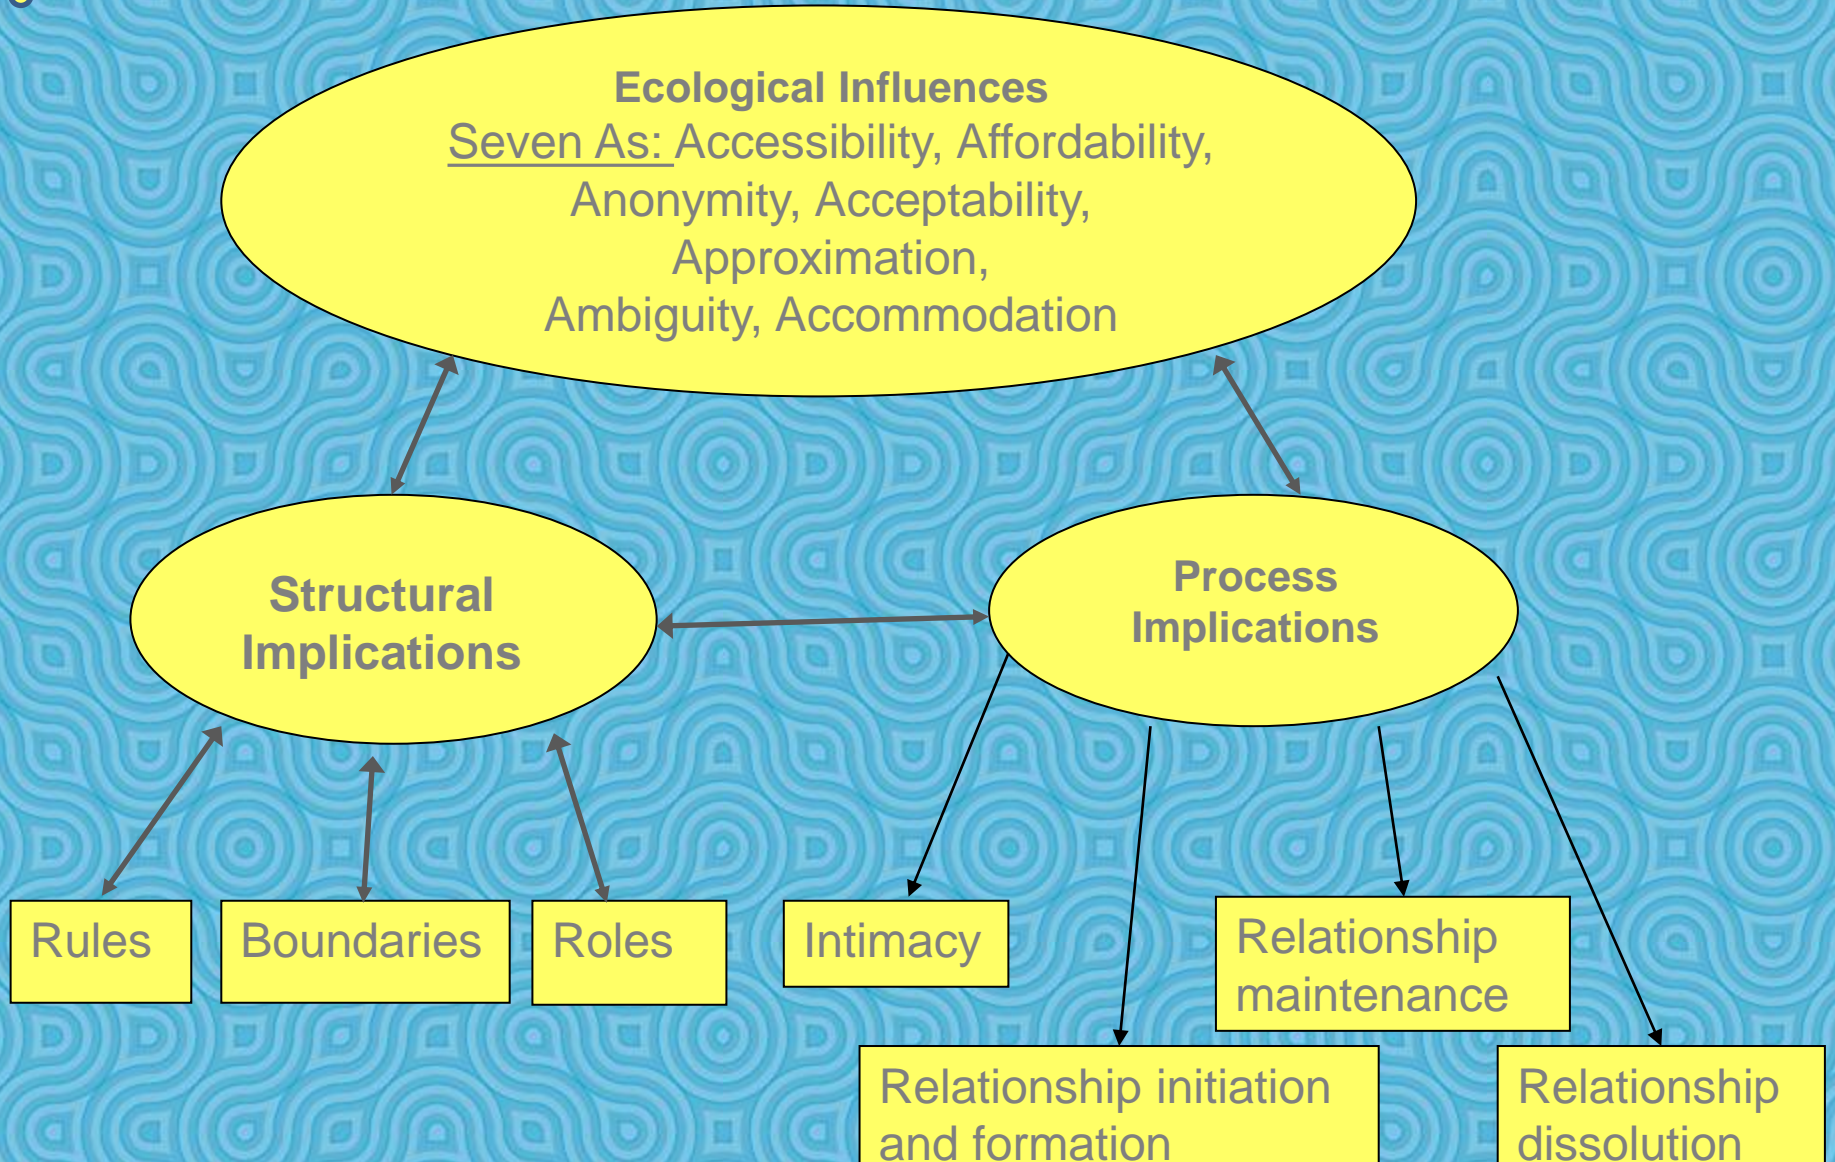 Ecological Influences
Seven As: Accessibility, Affordability,
Anonymity, Acceptability,
Approximation,
Ambiguity, Accommodation
Structural
Implications
Process
Implications
Rules
Boundaries
Roles
Intimacy
Relationship
maintenance
Relationship initiation
and formation
Relationship
dissolution